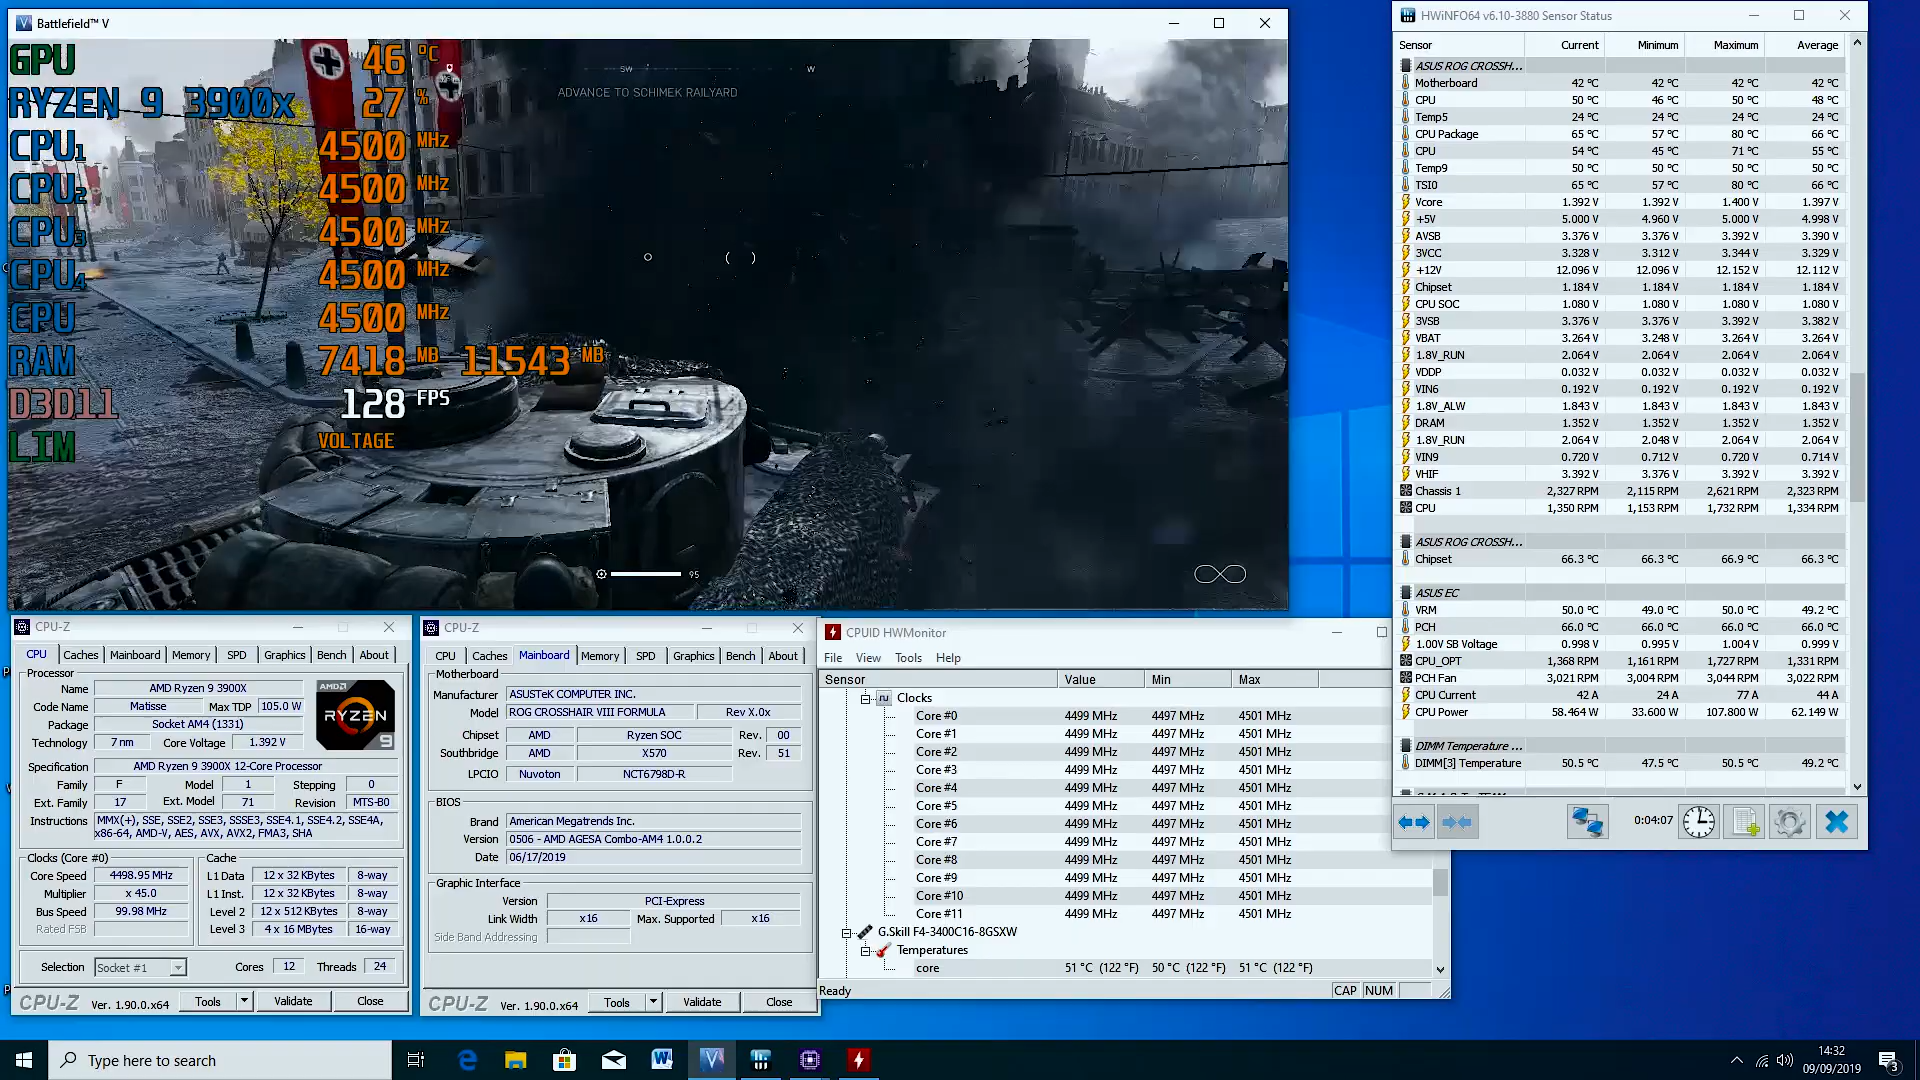 Battlefield™ V
GPU 46 °C
RYZEN 9 3900x 27 %
CPU1 4500 MHz
CPU2 4500 MHz
CPU3 4500 MHz
CPU4 4500 MHz
CPU 4500 MHz
RAM 7418 MB 11543 MB
D3D11 128 FPS
LIM VOLTAGE
SW W
ADVANCE TO SCHIMEK RAILYARD
95
HWiNFO64 v6.10-3880 Sensor Status
Sensor Current Minimum Maximum Average
ASUS ROG CROSSH...
Motherboard 42 °C 42 °C 42 °C 42 °C
CPU 50 °C 46 °C 50 °C 48 °C
Temp5 24 °C 24 °C 24 °C 24 °C
CPU Package 65 °C 57 °C 80 °C 66 °C
CPU 54 °C 45 °C 71 °C 55 °C
Temp9 50 °C 50 °C 50 °C 50 °C
TSI0 65 °C 57 °C 80 °C 66 °C
Vcore 1.392 V 1.392 V 1.400 V 1.397 V
+5V 5.000 V 4.960 V 5.000 V 4.998 V
AVSB 3.376 V 3.376 V 3.392 V 3.390 V
3VCC 3.328 V 3.312 V 3.344 V 3.329 V
+12V 12.096 V 12.096 V 12.152 V 12.112 V
Chipset 1.184 V 1.184 V 1.184 V 1.184 V
CPU SOC 1.080 V 1.080 V 1.080 V 1.080 V
3VSB 3.376 V 3.376 V 3.392 V 3.382 V
VBAT 3.264 V 3.248 V 3.264 V 3.264 V
1.8V_RUN 2.064 V 2.064 V 2.064 V 2.064 V
VDDP 0.032 V 0.032 V 0.032 V 0.032 V
VIN6 0.192 V 0.192 V 0.192 V 0.192 V
1.8V_ALW 1.843 V 1.843 V 1.843 V 1.843 V
DRAM 1.352 V 1.352 V 1.352 V 1.352 V
1.8V_RUN 2.064 V 2.048 V 2.064 V 2.064 V
VIN9 0.720 V 0.712 V 0.720 V 0.714 V
VHIF 3.392 V 3.376 V 3.392 V 3.392 V
Chassis 1 2,327 RPM 2,115 RPM 2,621 RPM 2,323 RPM
CPU 1,350 RPM 1,153 RPM 1,732 RPM 1,334 RPM
ASUS ROG CROSSH...
Chipset 66.3 °C 66.3 °C 66.9 °C 66.3 °C
ASUS EC
VRM 50.0 °C 49.0 °C 50.0 °C 49.2 °C
PCH 66.0 °C 66.0 °C 66.0 °C 66.0 °C
1.00V SB Voltage 0.998 V 0.995 V 1.004 V 0.999 V
CPU_OPT 1,368 RPM 1,161 RPM 1,727 RPM 1,331 RPM
PCH Fan 3,021 RPM 3,004 RPM 3,044 RPM 3,022 RPM
CPU Current 42 A 24 A 77 A 44 A
CPU Power 58.464 W 33.600 W 107.800 W 62.149 W
DIMM Temperature ...
DIMM[3] Temperature 50.5 °C 47.5 °C 50.5 °C 49.2 °C
0:04:07
CPU-Z
CPU Caches Mainboard Memory SPD Graphics Bench About
Processor
Name AMD Ryzen 9 3900X
Code Name Matisse Max TDP 105.0 W
Package Socket AM4 (1331)
Technology 7 nm Core Voltage 1.392 V
AMD RYZEN 9
Specification AMD Ryzen 9 3900X 12-Core Processor
Family F Model 1 Stepping 0
Ext. Family 17 Ext. Model 71 Revision MTS-B0
Instructions MMX(+), SSE, SSE2, SSE3, SSSE3, SSE4.1, SSE4.2, SSE4A,
x86-64, AMD-V, AES, AVX, AVX2, FMA3, SHA
Clocks (Core #0) Cache
Core Speed 4498.95 MHz L1 Data 12 x 32 KBytes 8-way
Multiplier x 45.0 L1 Inst. 12 x 32 KBytes 8-way
Bus Speed 99.98 MHz Level 2 12 x 512 KBytes 8-way
Rated FSB Level 3 4 x 16 MBytes 16-way
Selection Socket #1 Cores 12 Threads 24
CPU-Z Ver. 1.90.0.x64 Tools Validate Close
CPU-Z
CPU Caches Mainboard Memory SPD Graphics Bench About
Motherboard
Manufacturer ASUSTeK COMPUTER INC.
Model ROG CROSSHAIR VIII FORMULA Rev X.0x
Chipset AMD Ryzen SOC Rev. 00
Southbridge AMD X570 Rev. 51
LPCIO Nuvoton NCT6798D-R
BIOS
Brand American Megatrends Inc.
Version 0506 - AMD AGESA Combo-AM4 1.0.0.2
Date 06/17/2019
Graphic Interface
Version PCI-Express
Link Width x16 Max. Supported x16
Side Band Addressing
CPU-Z Ver. 1.90.0.x64 Tools Validate Close
CPUID HWMonitor
File View Tools Help
Sensor Value Min Max
Clocks
Core #0 4499 MHz 4497 MHz 4501 MHz
Core #1 4499 MHz 4497 MHz 4501 MHz
Core #2 4499 MHz 4497 MHz 4501 MHz
Core #3 4499 MHz 4497 MHz 4501 MHz
Core #4 4499 MHz 4497 MHz 4501 MHz
Core #5 4499 MHz 4497 MHz 4501 MHz
Core #6 4499 MHz 4497 MHz 4501 MHz
Core #7 4499 MHz 4497 MHz 4501 MHz
Core #8 4499 MHz 4497 MHz 4501 MHz
Core #9 4499 MHz 4497 MHz 4501 MHz
Core #10 4499 MHz 4497 MHz 4501 MHz
Core #11 4499 MHz 4497 MHz 4501 MHz
G.Skill F4-3400C16-8GSXW
Temperatures
core 51 °C (122 °F) 50 °C (122 °F) 51 °C (122 °F)
Ready CAP NUM
Type here to search
14:32
09/09/2019
3